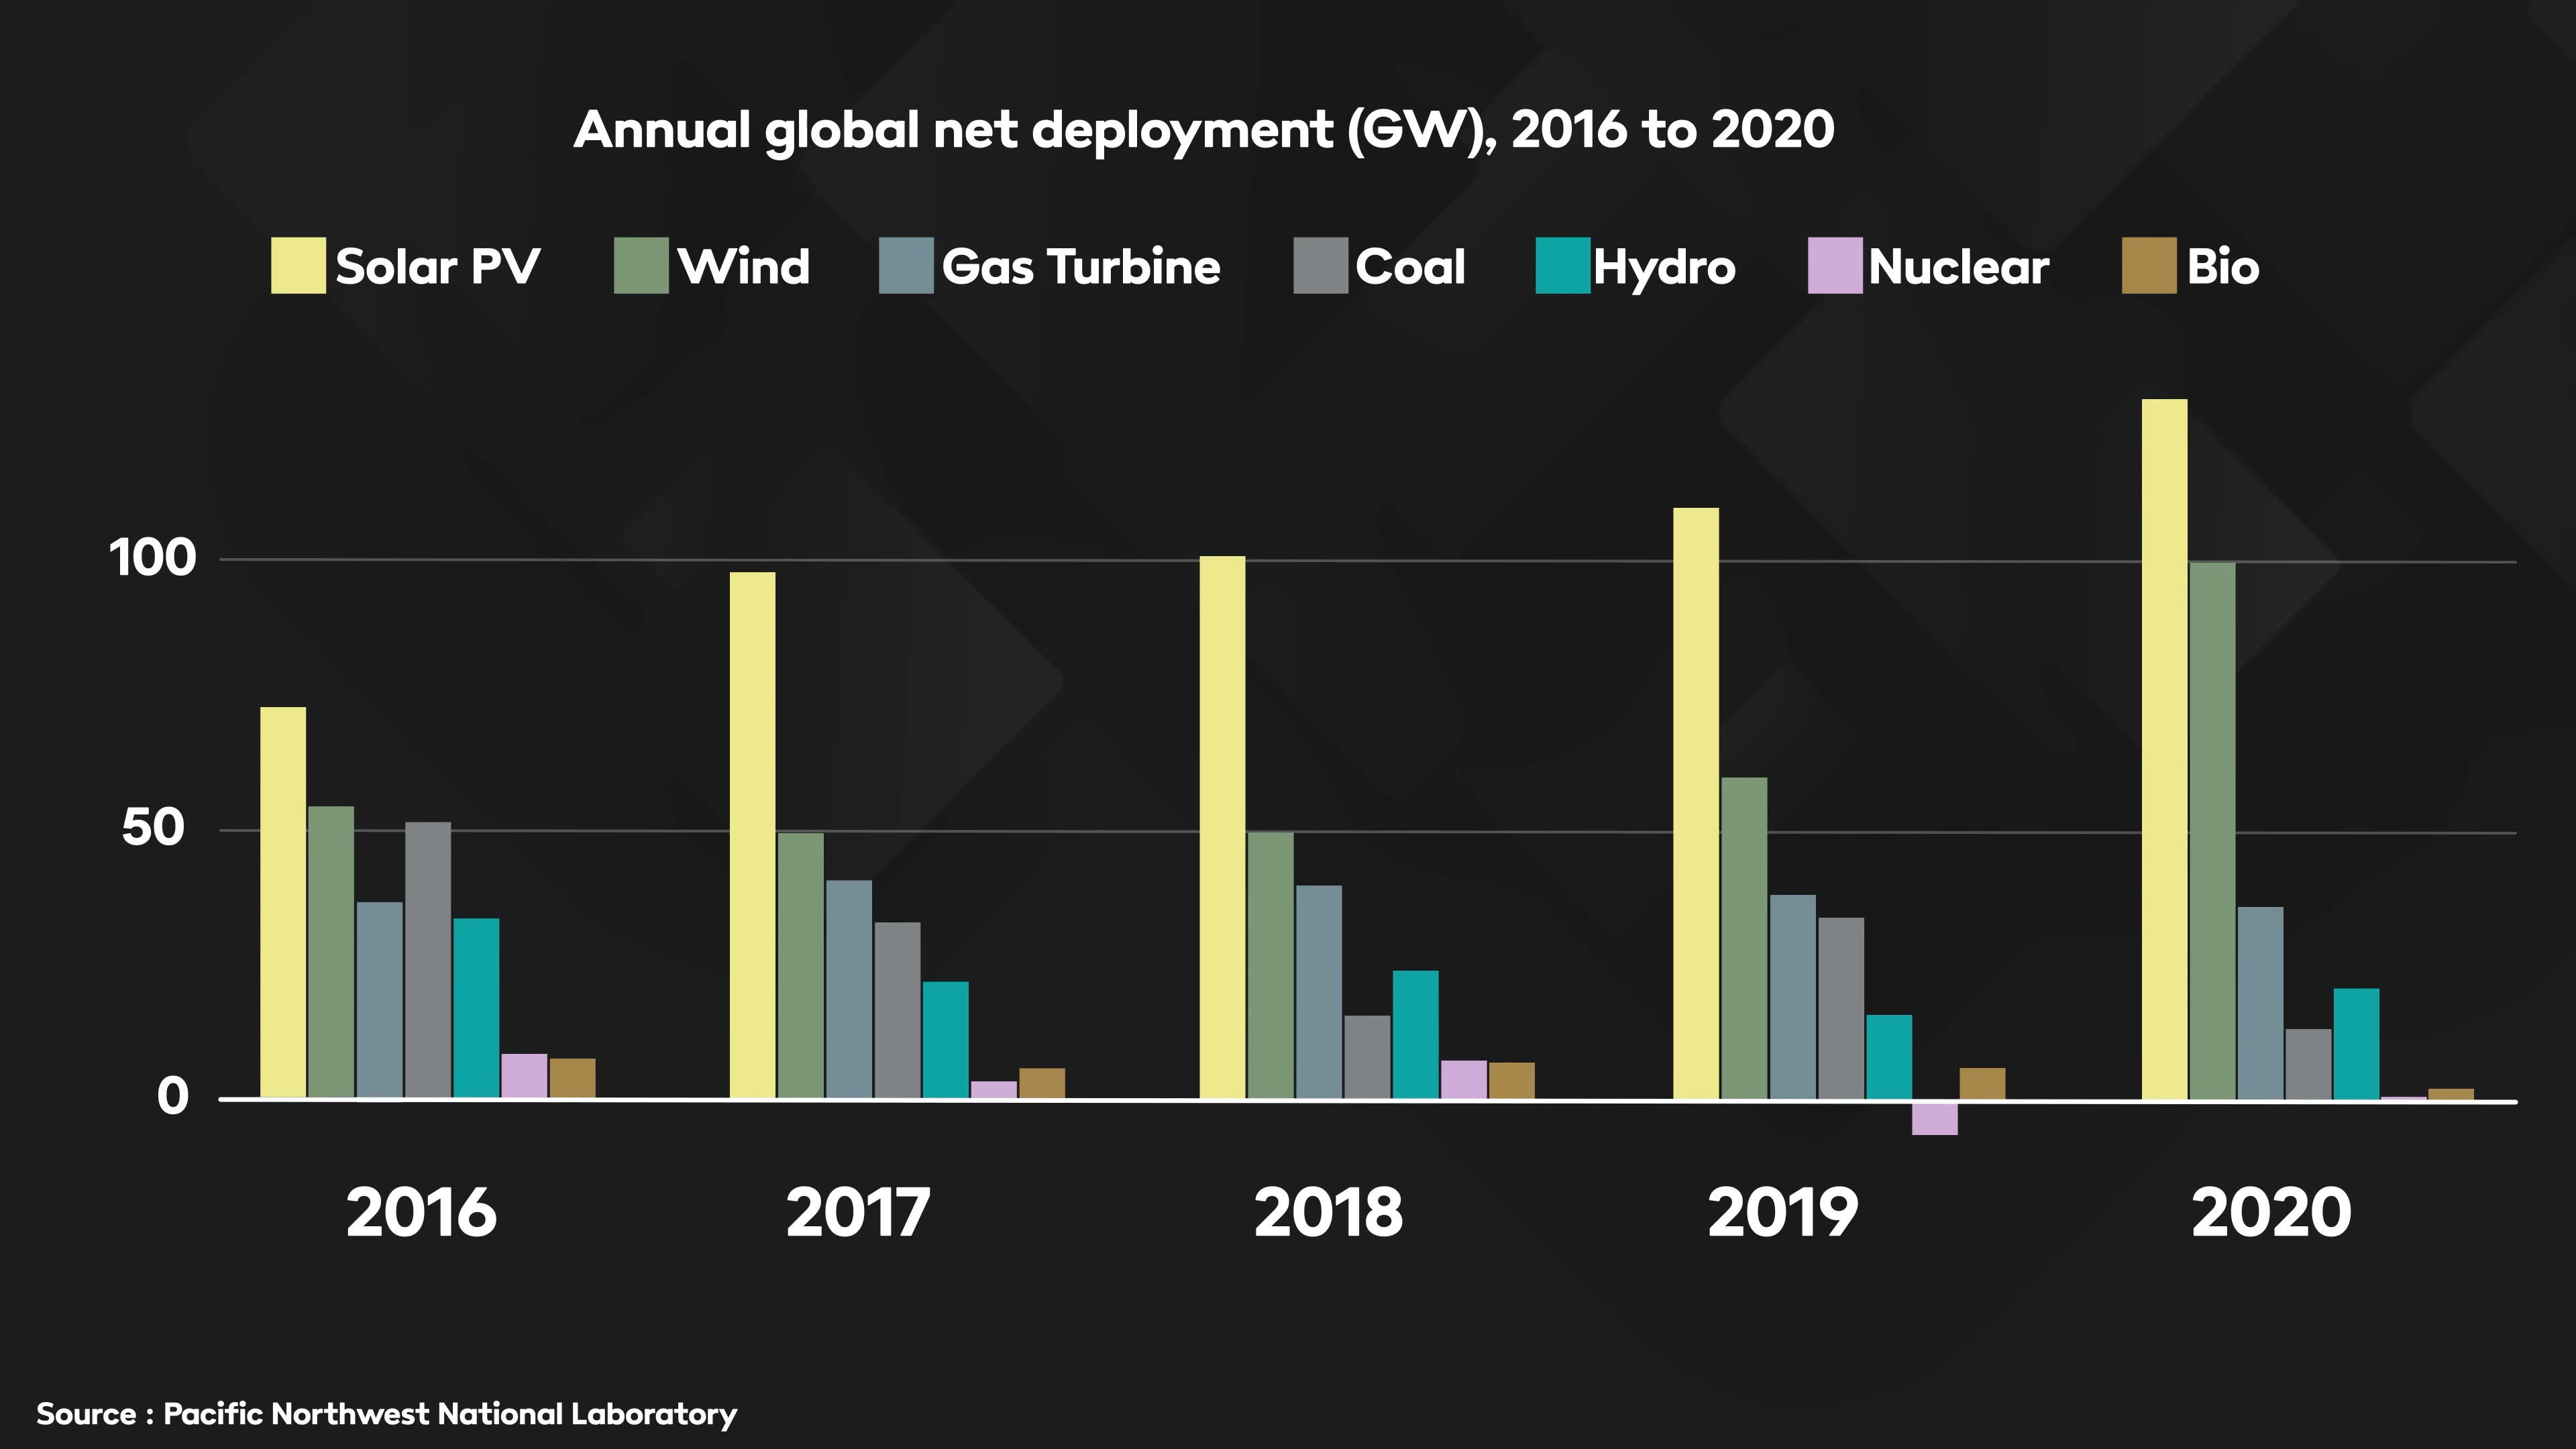 Annual global net deployment (GW), 2016 to 2020
Solar PV Wind Gas Turbine Coal Hydro Nuclear Bio
100
50
0
2016 2017 2018 2019 2020
Source : Pacific Northwest National Laboratory